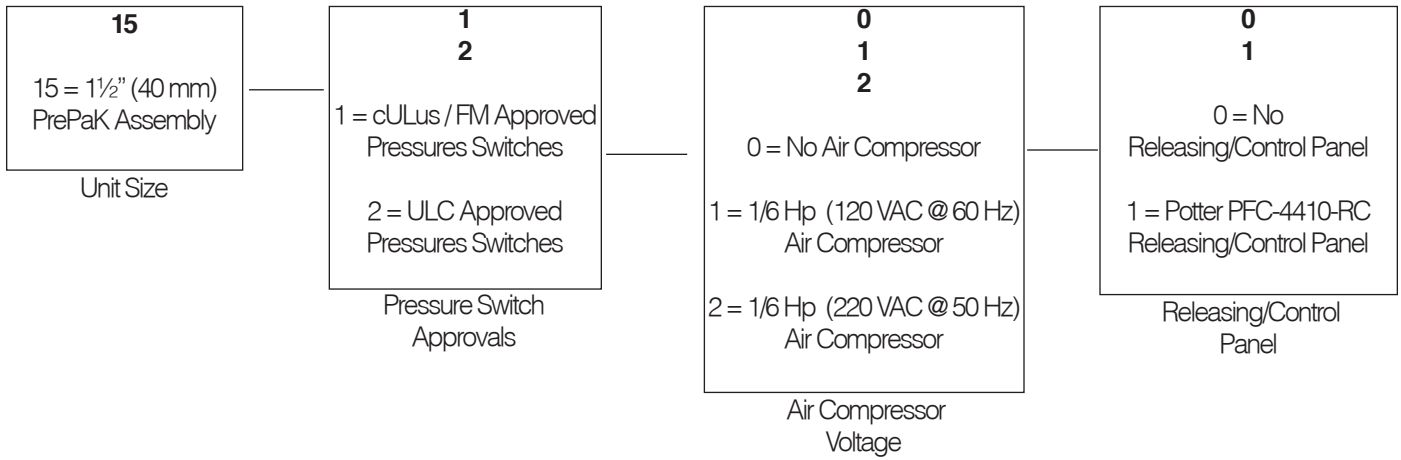 15
15 = 1½” (40 mm)
PrePaK Assembly
Unit Size
1
2
1 = cULus / FM Approved
Pressures Switches
2 = ULC Approved
Pressures Switches
Pressure Switch
Approvals
0
1
2
0 = No Air Compressor
1 = 1/6 Hp (120 VAC @ 60 Hz)
Air Compressor
2 = 1/6 Hp (220 VAC @ 50 Hz)
Air Compressor
Air Compressor
Voltage
0
1
0 = No
Releasing/Control Panel
1 = Potter PFC-4410-RC
Releasing/Control Panel
Releasing/Control
Panel